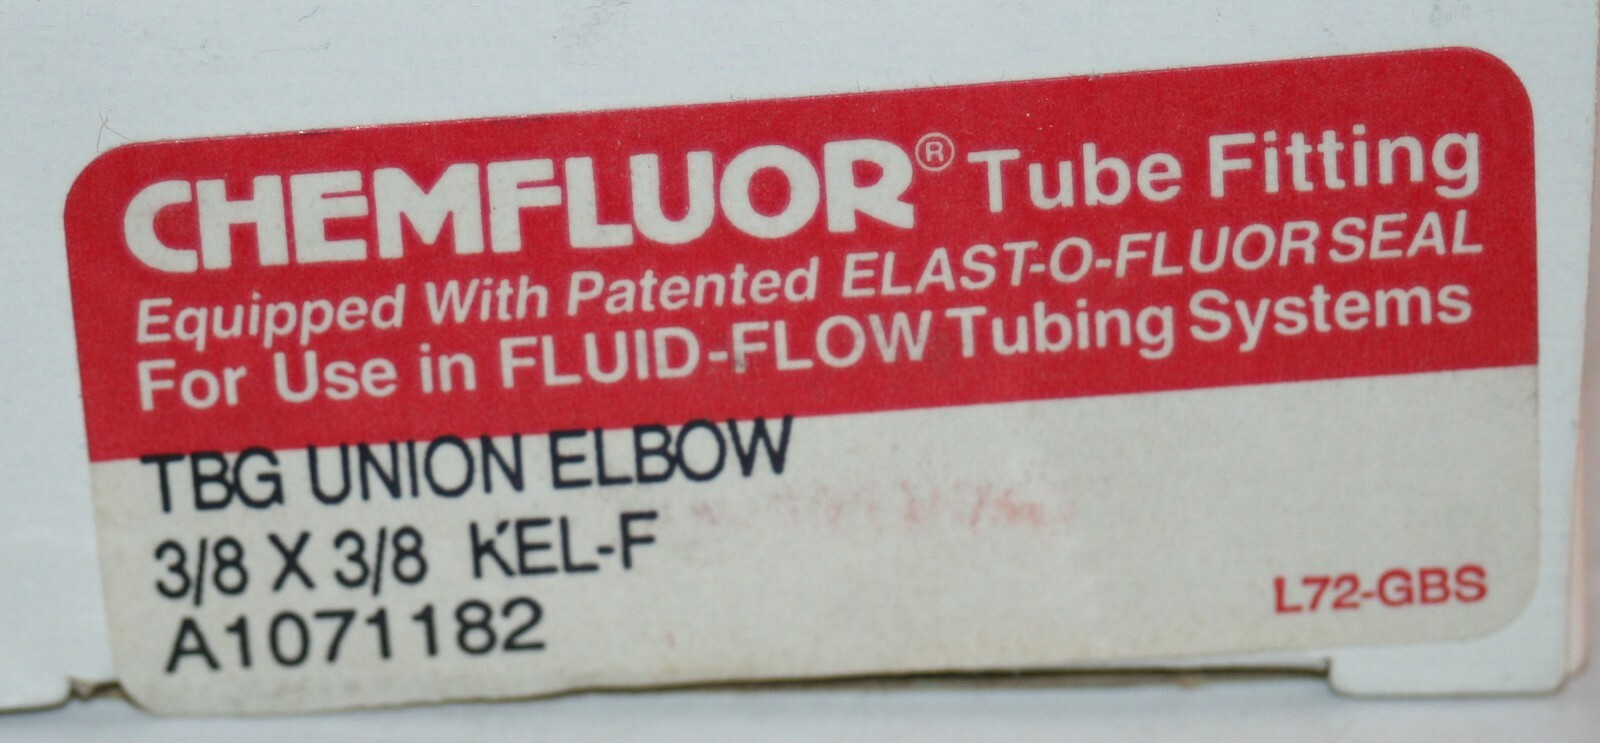 CHEMFLUOR® Tube Fitting
Equipped With Patented ELAST-O-FLUOR SEAL
For Use in FLUID-FLOW Tubing Systems
TBG UNION ELBOW
3/8 X 3/8 KEL-F
A1071182
L72-GBS